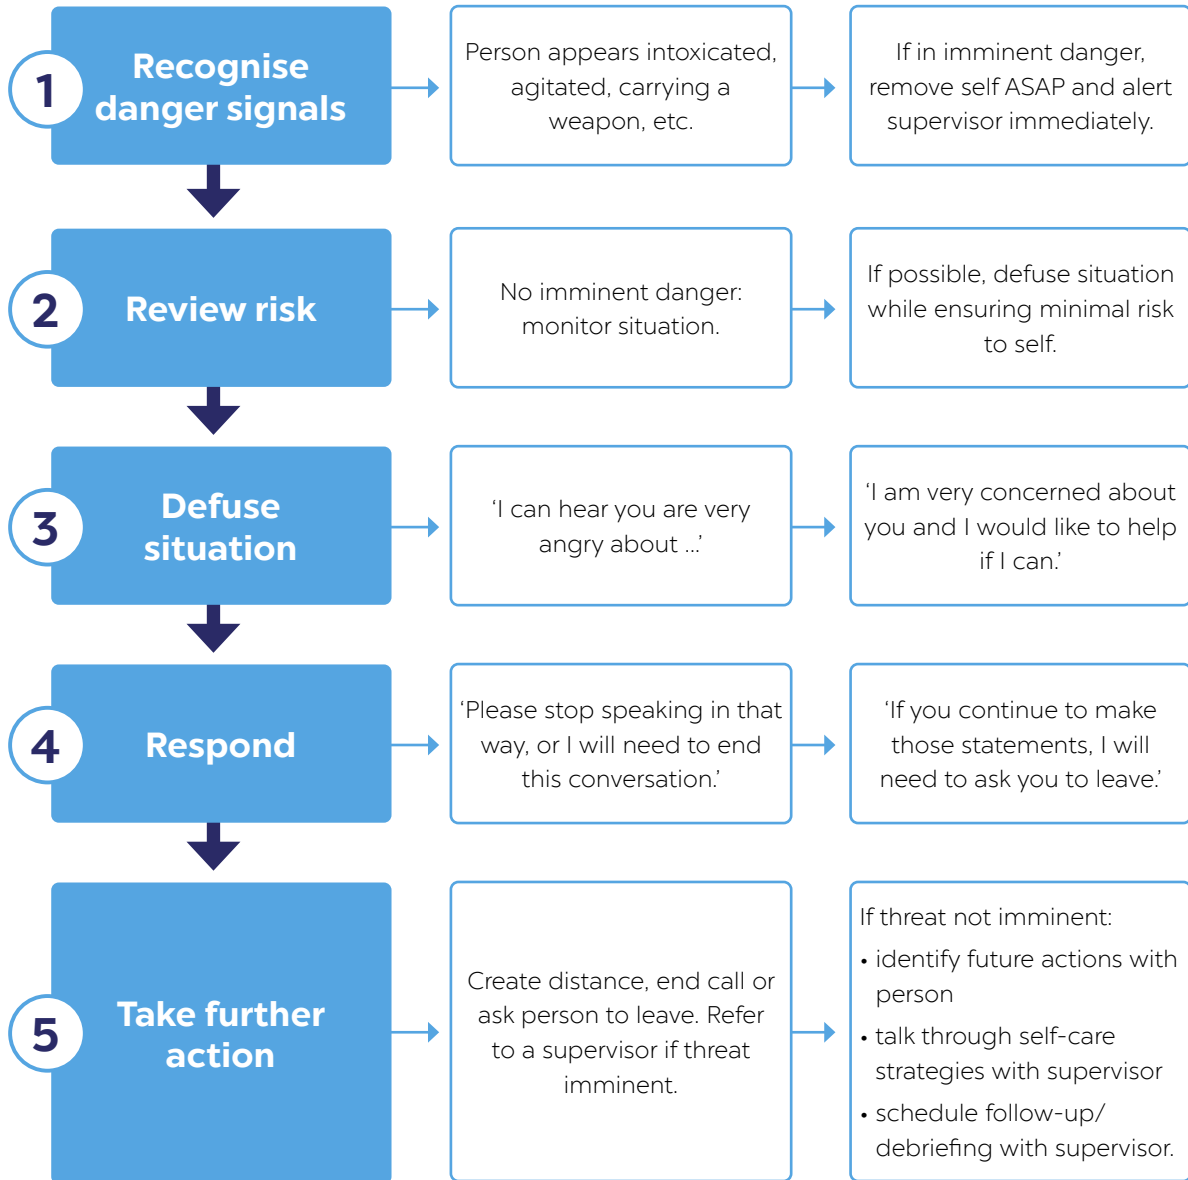 1
Recognise
danger signals
Person appears intoxicated,
agitated, carrying a
weapon, etc.
If in imminent danger,
remove self ASAP and alert
supervisor immediately.
2
Review risk
No imminent danger:
monitor situation.
If possible, defuse situation
while ensuring minimal risk
to self.
3
Defuse
situation
‘I can hear you are very
angry about ...’
‘I am very concerned about
you and I would like to help
if I can.’
4
Respond
‘Please stop speaking in that
way, or I will need to end
this conversation.’
‘If you continue to make
those statements, I will
need to ask you to leave.’
5
Take further
action
Create distance, end call or
ask person to leave. Refer
to a supervisor if threat
imminent.
If threat not imminent:
• identify future actions with
person
• talk through self-care
strategies with supervisor
• schedule follow-up/
debriefing with supervisor.